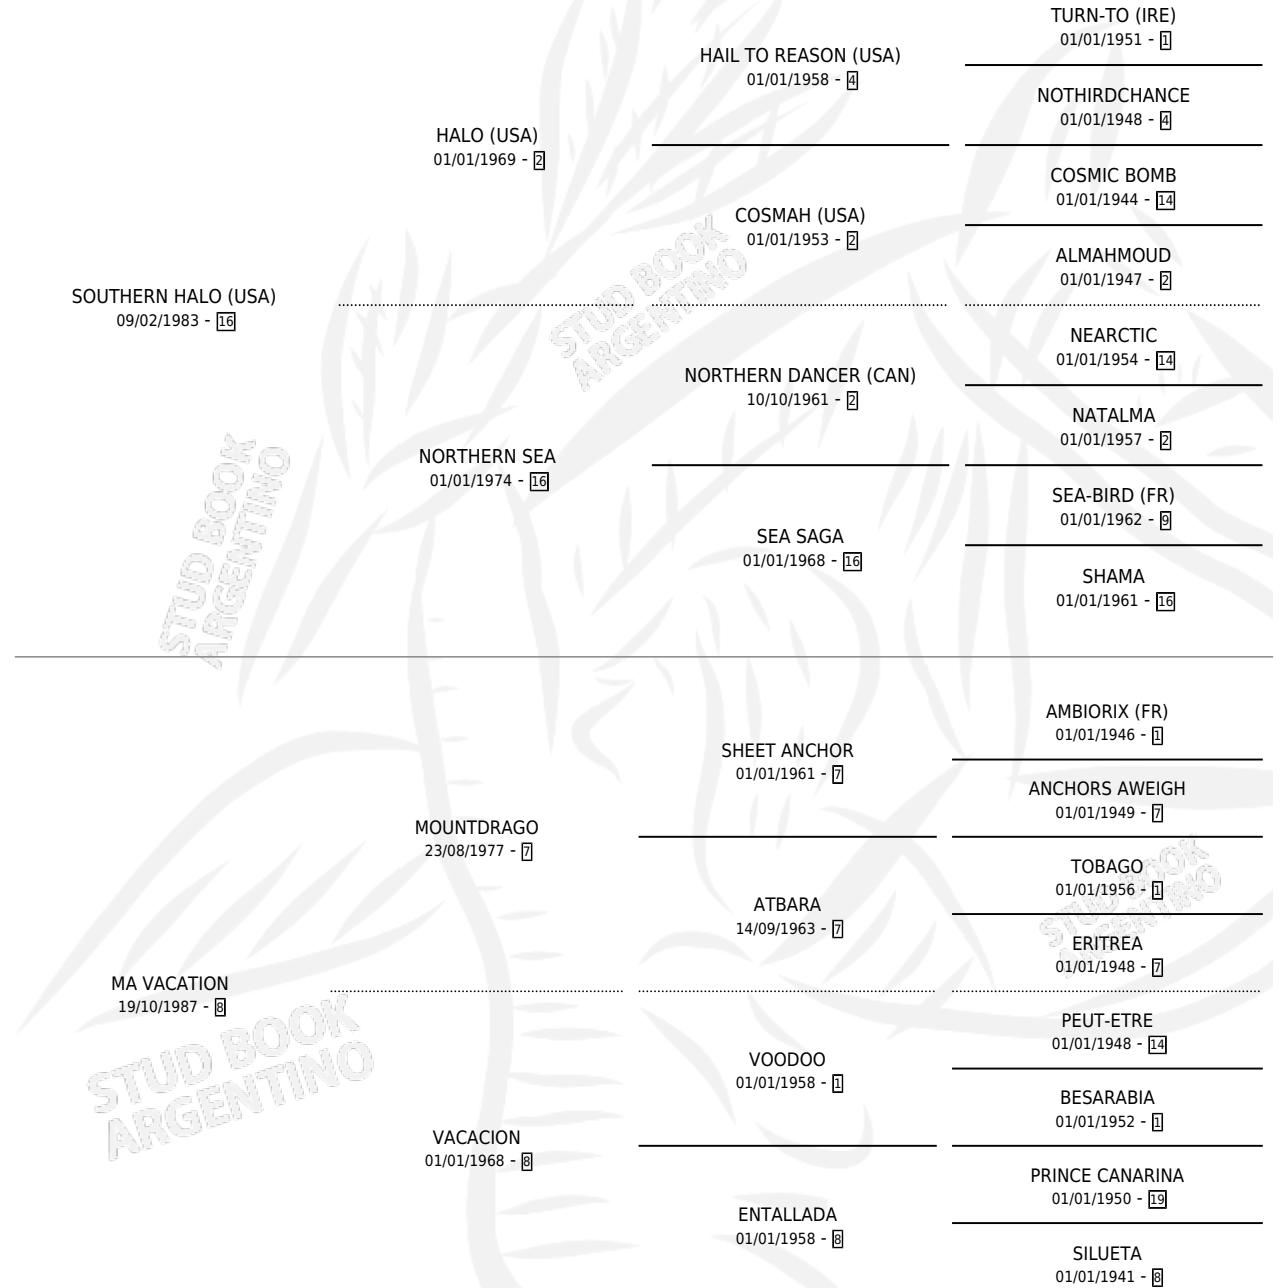 TURN-TO (IRE)
01/01/1951 - 1
HAIL TO REASON (USA)
01/01/1958 - 4
NOTHIRDCHANCE
01/01/1948 - 4
HALO (USA)
01/01/1969 - 2
COSMIC BOMB
01/01/1944 - 14
COSMAH (USA)
01/01/1953 - 2
ALMAHMOUD
01/01/1947 - 2
SOUTHERN HALO (USA)
09/02/1983 - 16
STUD BOOK
ARGENTINO
NEARCTIC
01/01/1954 - 14
NORTHERN DANCER (CAN)
10/10/1961 - 2
NATALMA
01/01/1957 - 2
NORTHERN SEA
01/01/1974 - 16
SEA-BIRD (FR)
01/01/1962 - 9
SEA SAGA
01/01/1968 - 16
SHAMA
01/01/1961 - 16
STUD BOOK
ARGENTINO
AMBIORIX (FR)
01/01/1946 - 1
SHEET ANCHOR
01/01/1961 - 7
ANCHORS AWEIGH
01/01/1949 - 7
MOUNTDRAGO
23/08/1977 - 7
TOBAGO
01/01/1956 - 1
ATBARA
14/09/1963 - 7
ERITREA
01/01/1948 - 7
STUD BOOK
ARGENTINO
MA VACATION
19/10/1987 - 8
PEUT-ETRE
01/01/1948 - 14
VOODOO
01/01/1958 - 1
BESARABIA
01/01/1952 - 1
STUD BOOK
ARGENTINO
VACACION
01/01/1968 - 8
PRINCE CANARINA
01/01/1950 - 19
ENTALLADA
01/01/1958 - 8
SILUETA
01/01/1941 - 8